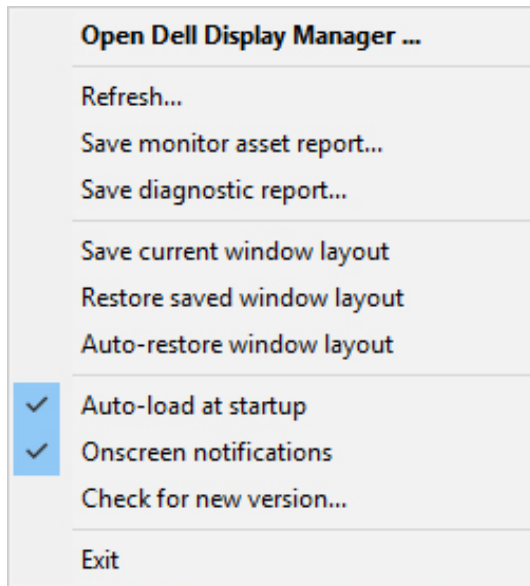 Open Dell Display Manager ...
Refresh...
Save monitor asset report...
Save diagnostic report...
Save current window layout
Restore saved window layout
Auto-restore window layout
Auto-load at startup
Onscreen notifications
Check for new version...
Exit